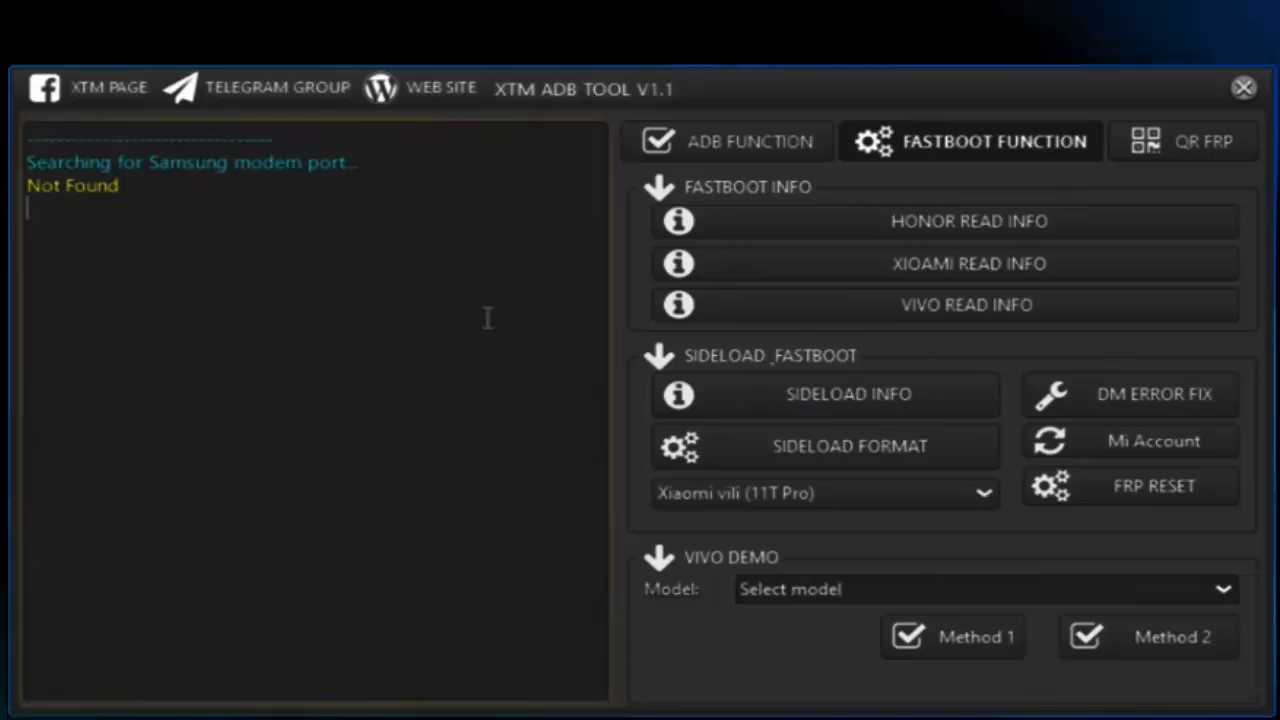 XTM PAGE TELEGRAM GROUP WEB SITE XTM ADB TOOL V1.1
------------------------------
Searching for Samsung modem port...
Not Found
ADB FUNCTION FASTBOOT FUNCTION QR FRP
FASTBOOT INFO
HONOR READ INFO
XIOAMI READ INFO
VIVO READ INFO
SIDELOAD_FASTBOOT
SIDELOAD INFO DM ERROR FIX
SIDELOAD FORMAT Mi Account
Xiaomi vili (11T Pro) FRP RESET
VIVO DEMO
Model: Select model
Method 1 Method 2